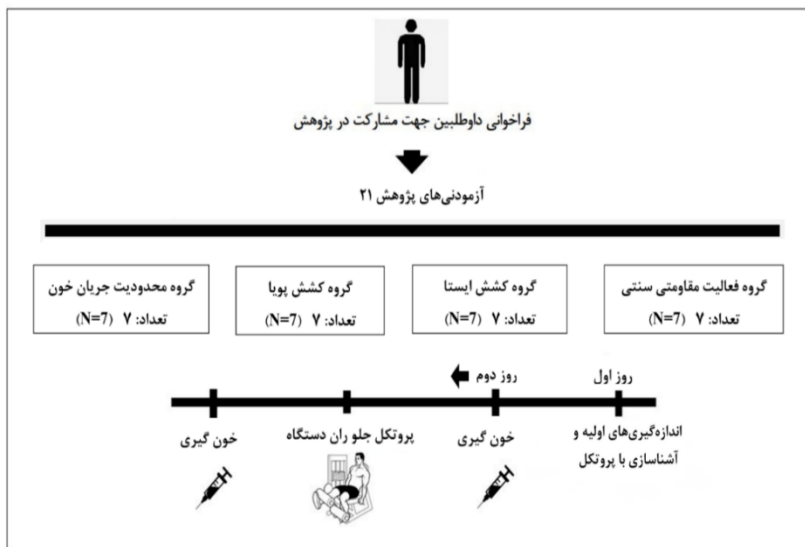 فراخوانی داوطلبین جهت مشارکت در پژوهش
آزمودنی‌های پژوهش ۲۱
گروه فعالیت مقاومتی سنتی
تعداد: ۷ (N=7)
گروه کشش ایستا
تعداد: ۷ (N=7)
گروه کشش پویا
تعداد: ۷ (N=7)
گروه محدودیت جریان خون
تعداد: ۷ (N=7)
روز اول
روز دوم
اندازه‌گیری‌های اولیه و
آشناسازی با پروتکل
خون گیری
پروتکل جلو ران دستگاه
خون گیری